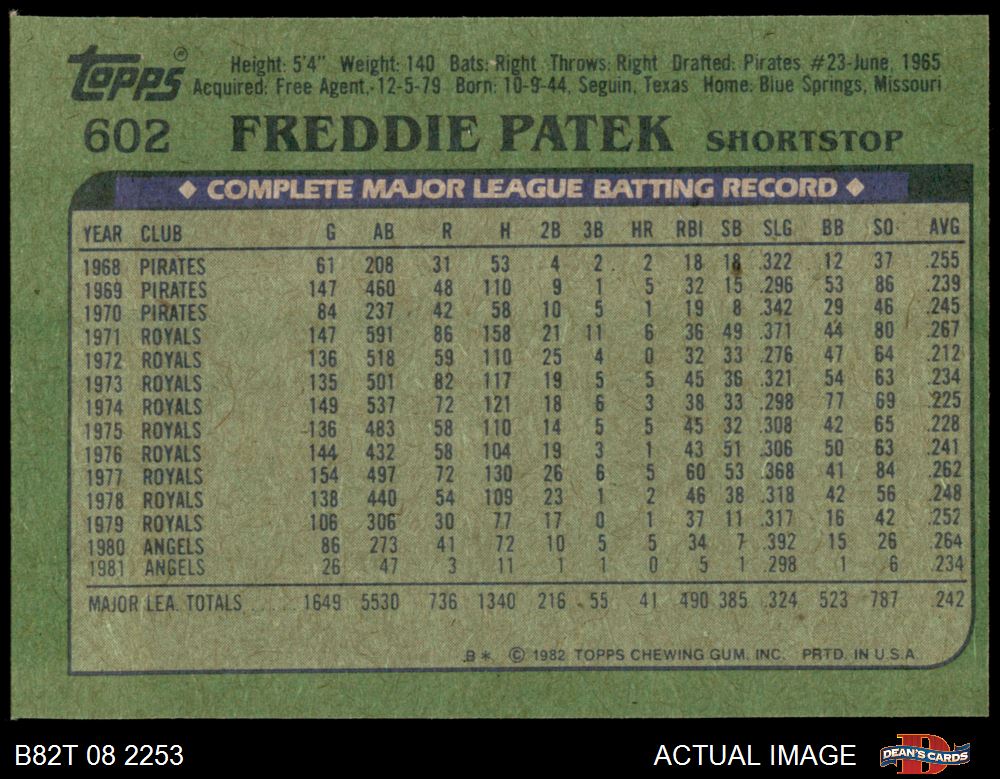 Topps® Height: 5'4" Weight: 140 Bats: Right Throws: Right Drafted: Pirates #23-June, 1965
Acquired: Free Agent, 12-5-79 Born: 10-9-44, Seguin, Texas Home: Blue Springs, Missouri
602 FREDDIE PATEK SHORTSTOP
◆ COMPLETE MAJOR LEAGUE BATTING RECORD ◆
YEAR CLUB G AB R H 2B 3B HR RBI SB SLG BB SO AVG
1968 PIRATES 61 208 31 53 4 2 2 18 18 .322 12 37 .255
1969 PIRATES 147 460 48 110 9 1 5 32 15 .296 53 86 .239
1970 PIRATES 84 237 42 58 10 5 1 19 8 .342 29 46 .245
1971 ROYALS 147 591 86 158 21 11 6 36 49 .371 44 80 .267
1972 ROYALS 136 518 59 110 25 4 0 32 33 .276 47 64 .212
1973 ROYALS 135 501 82 117 19 5 5 45 36 .321 54 63 .234
1974 ROYALS 149 537 72 121 18 6 3 38 33 .298 77 69 .225
1975 ROYALS 136 483 58 110 14 5 5 45 32 .308 42 65 .228
1976 ROYALS 144 432 58 104 19 3 1 43 51 .306 50 63 .241
1977 ROYALS 154 497 72 130 26 6 5 60 53 .368 41 84 .262
1978 ROYALS 138 440 54 109 23 1 2 46 38 .318 42 56 .248
1979 ROYALS 106 306 30 77 17 0 1 37 11 .317 16 42 .252
1980 ANGELS 86 273 41 72 10 5 5 34 7 .392 15 26 .264
1981 ANGELS 26 47 3 11 1 1 0 5 1 .298 1 6 .234
MAJOR LEA. TOTALS 1649 5530 736 1340 216 55 41 490 385 .324 523 787 .242
B* © 1982 TOPPS CHEWING GUM, INC. PRTD. IN U.S.A.
B82T 08 2253 ACTUAL IMAGE DEAN'S CARDS